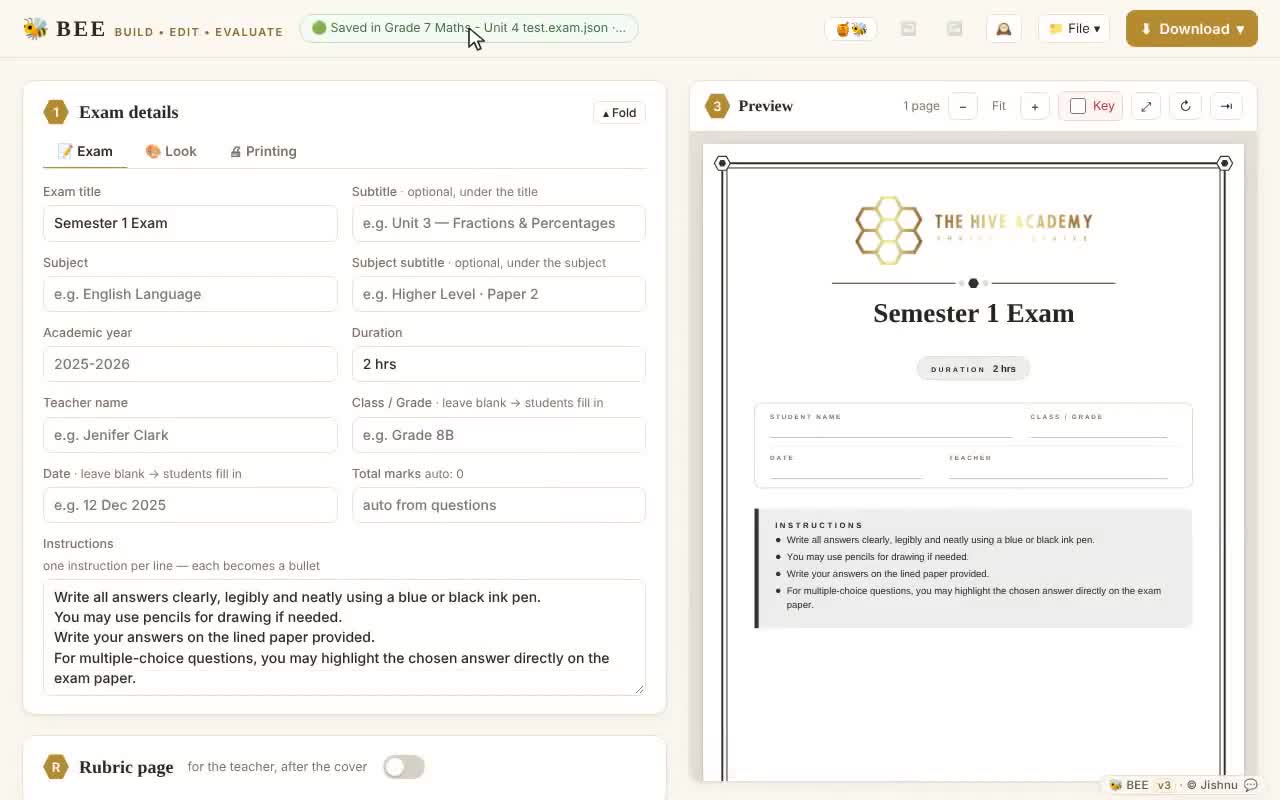 BEE BUILD • EDIT • EVALUATE
Saved in Grade 7 Maths - Unit 4 test.exam.json ·...
File ▾
Download ▾
1 Exam details
▴ Fold
Exam
Look
Printing
Exam title
Subtitle · optional, under the title
Semester 1 Exam
e.g. Unit 3 — Fractions & Percentages
Subject
Subject subtitle · optional, under the subject
e.g. English Language
e.g. Higher Level · Paper 2
Academic year
Duration
2025-2026
2 hrs
Teacher name
Class / Grade · leave blank → students fill in
e.g. Jenifer Clark
e.g. Grade 8B
Date · leave blank → students fill in
Total marks auto: 0
e.g. 12 Dec 2025
auto from questions
Instructions
one instruction per line — each becomes a bullet
Write all answers clearly, legibly and neatly using a blue or black ink pen.
You may use pencils for drawing if needed.
Write your answers on the lined paper provided.
For multiple-choice questions, you may highlight the chosen answer directly on the
exam paper.
R Rubric page for the teacher, after the cover
3 Preview
1 page − Fit +
Key
THE HIVE ACADEMY
Semester 1 Exam
DURATION 2 hrs
STUDENT NAME
CLASS / GRADE
DATE
TEACHER
INSTRUCTIONS
● Write all answers clearly, legibly and neatly using a blue or black ink pen.
● You may use pencils for drawing if needed.
● Write your answers on the lined paper provided.
● For multiple-choice questions, you may highlight the chosen answer directly on the exam
paper.
BEE v3 · © Jishnu